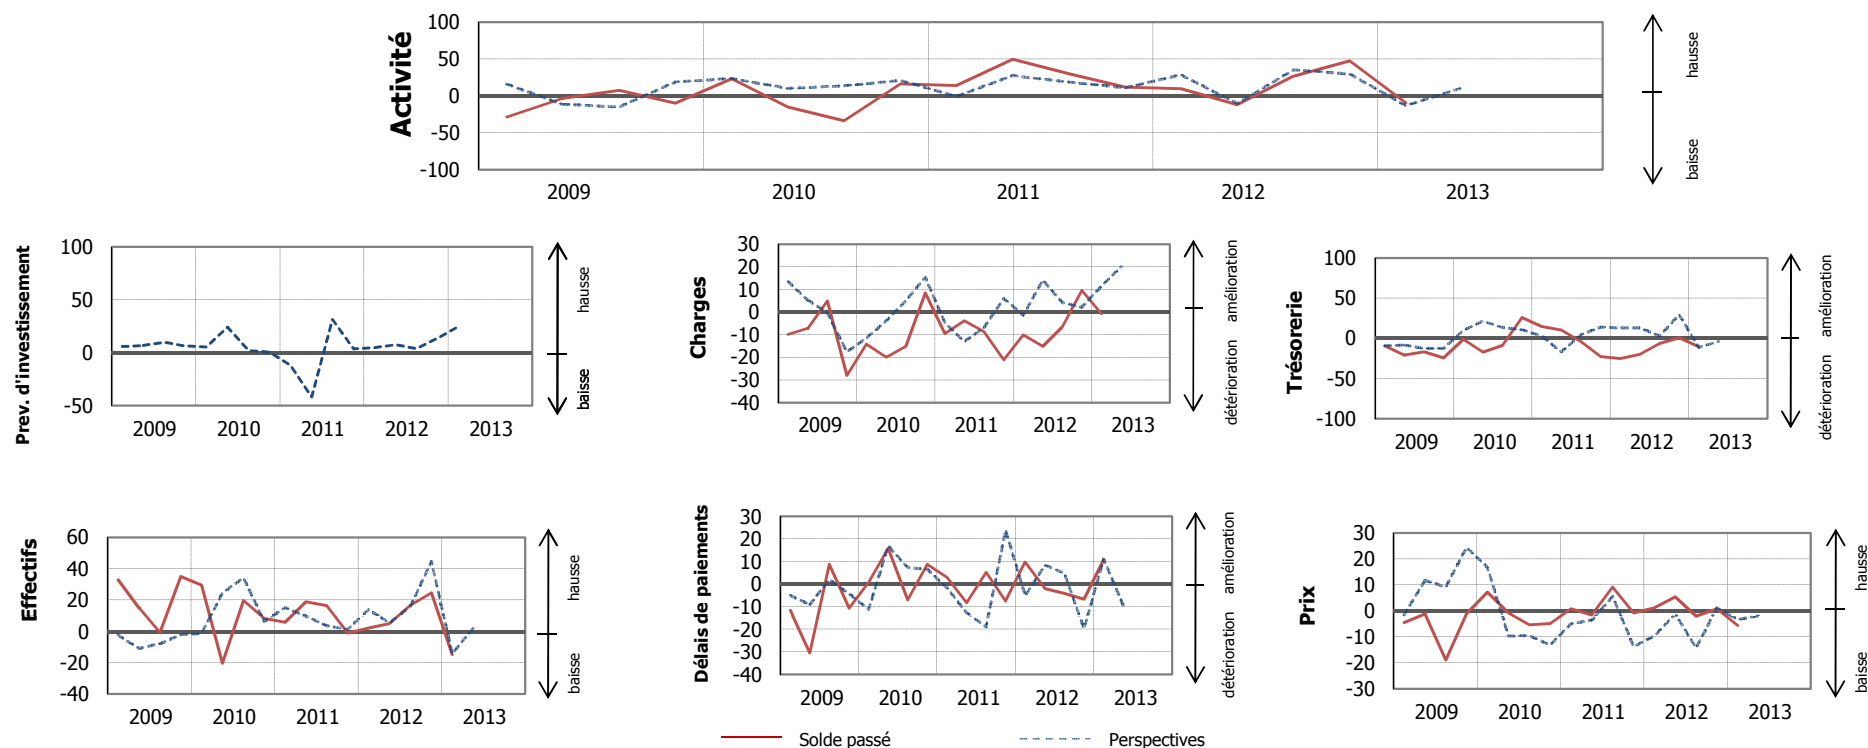 Activité
100
50
0
-50
-100
2009 2010 2011 2012 2013
hausse
baisse
Prev. d'investissement
100
50
0
-50
2009 2010 2011 2012 2013
hausse
baisse
Charges
30
20
10
0
-10
-20
-30
-40
2009 2010 2011 2012 2013
amélioration
détérioration
Trésorerie
100
50
0
-50
-100
2009 2010 2011 2012 2013
amélioration
détérioration
Effectifs
60
40
20
0
-20
-40
2009 2010 2011 2012 2013
hausse
baisse
Délais de paiements
30
20
10
0
-10
-20
-30
-40
2009 2010 2011 2012 2013
amélioration
détérioration
Prix
30
20
10
0
-10
-20
-30
2009 2010 2011 2012 2013
hausse
baisse
Solde passé Perspectives